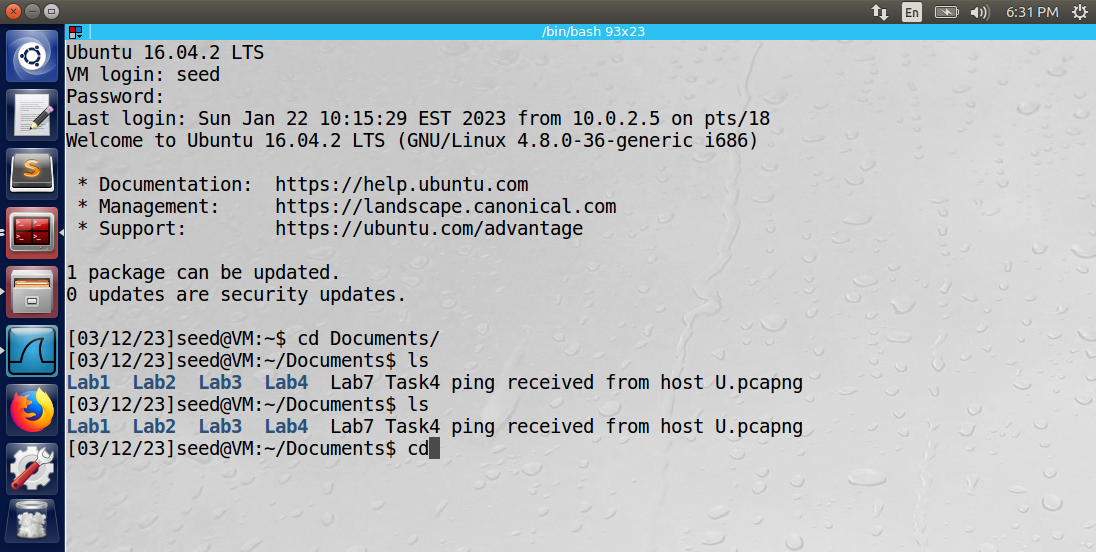 En
6:31 PM
/bin/bash 93x23
Ubuntu 16.04.2 LTS
VM login: seed
Password:
Last login: Sun Jan 22 10:15:29 EST 2023 from 10.0.2.5 on pts/18
Welcome to Ubuntu 16.04.2 LTS (GNU/Linux 4.8.0-36-generic i686)
* Documentation:  https://help.ubuntu.com
* Management:     https://landscape.canonical.com
* Support:        https://ubuntu.com/advantage
1 package can be updated.
0 updates are security updates.
[03/12/23]seed@VM:~$ cd Documents/
[03/12/23]seed@VM:~/Documents$ ls
Lab1  Lab2  Lab3  Lab4  Lab7 Task4 ping received from host U.pcapng
[03/12/23]seed@VM:~/Documents$ ls
Lab1  Lab2  Lab3  Lab4  Lab7 Task4 ping received from host U.pcapng
[03/12/23]seed@VM:~/Documents$ cd